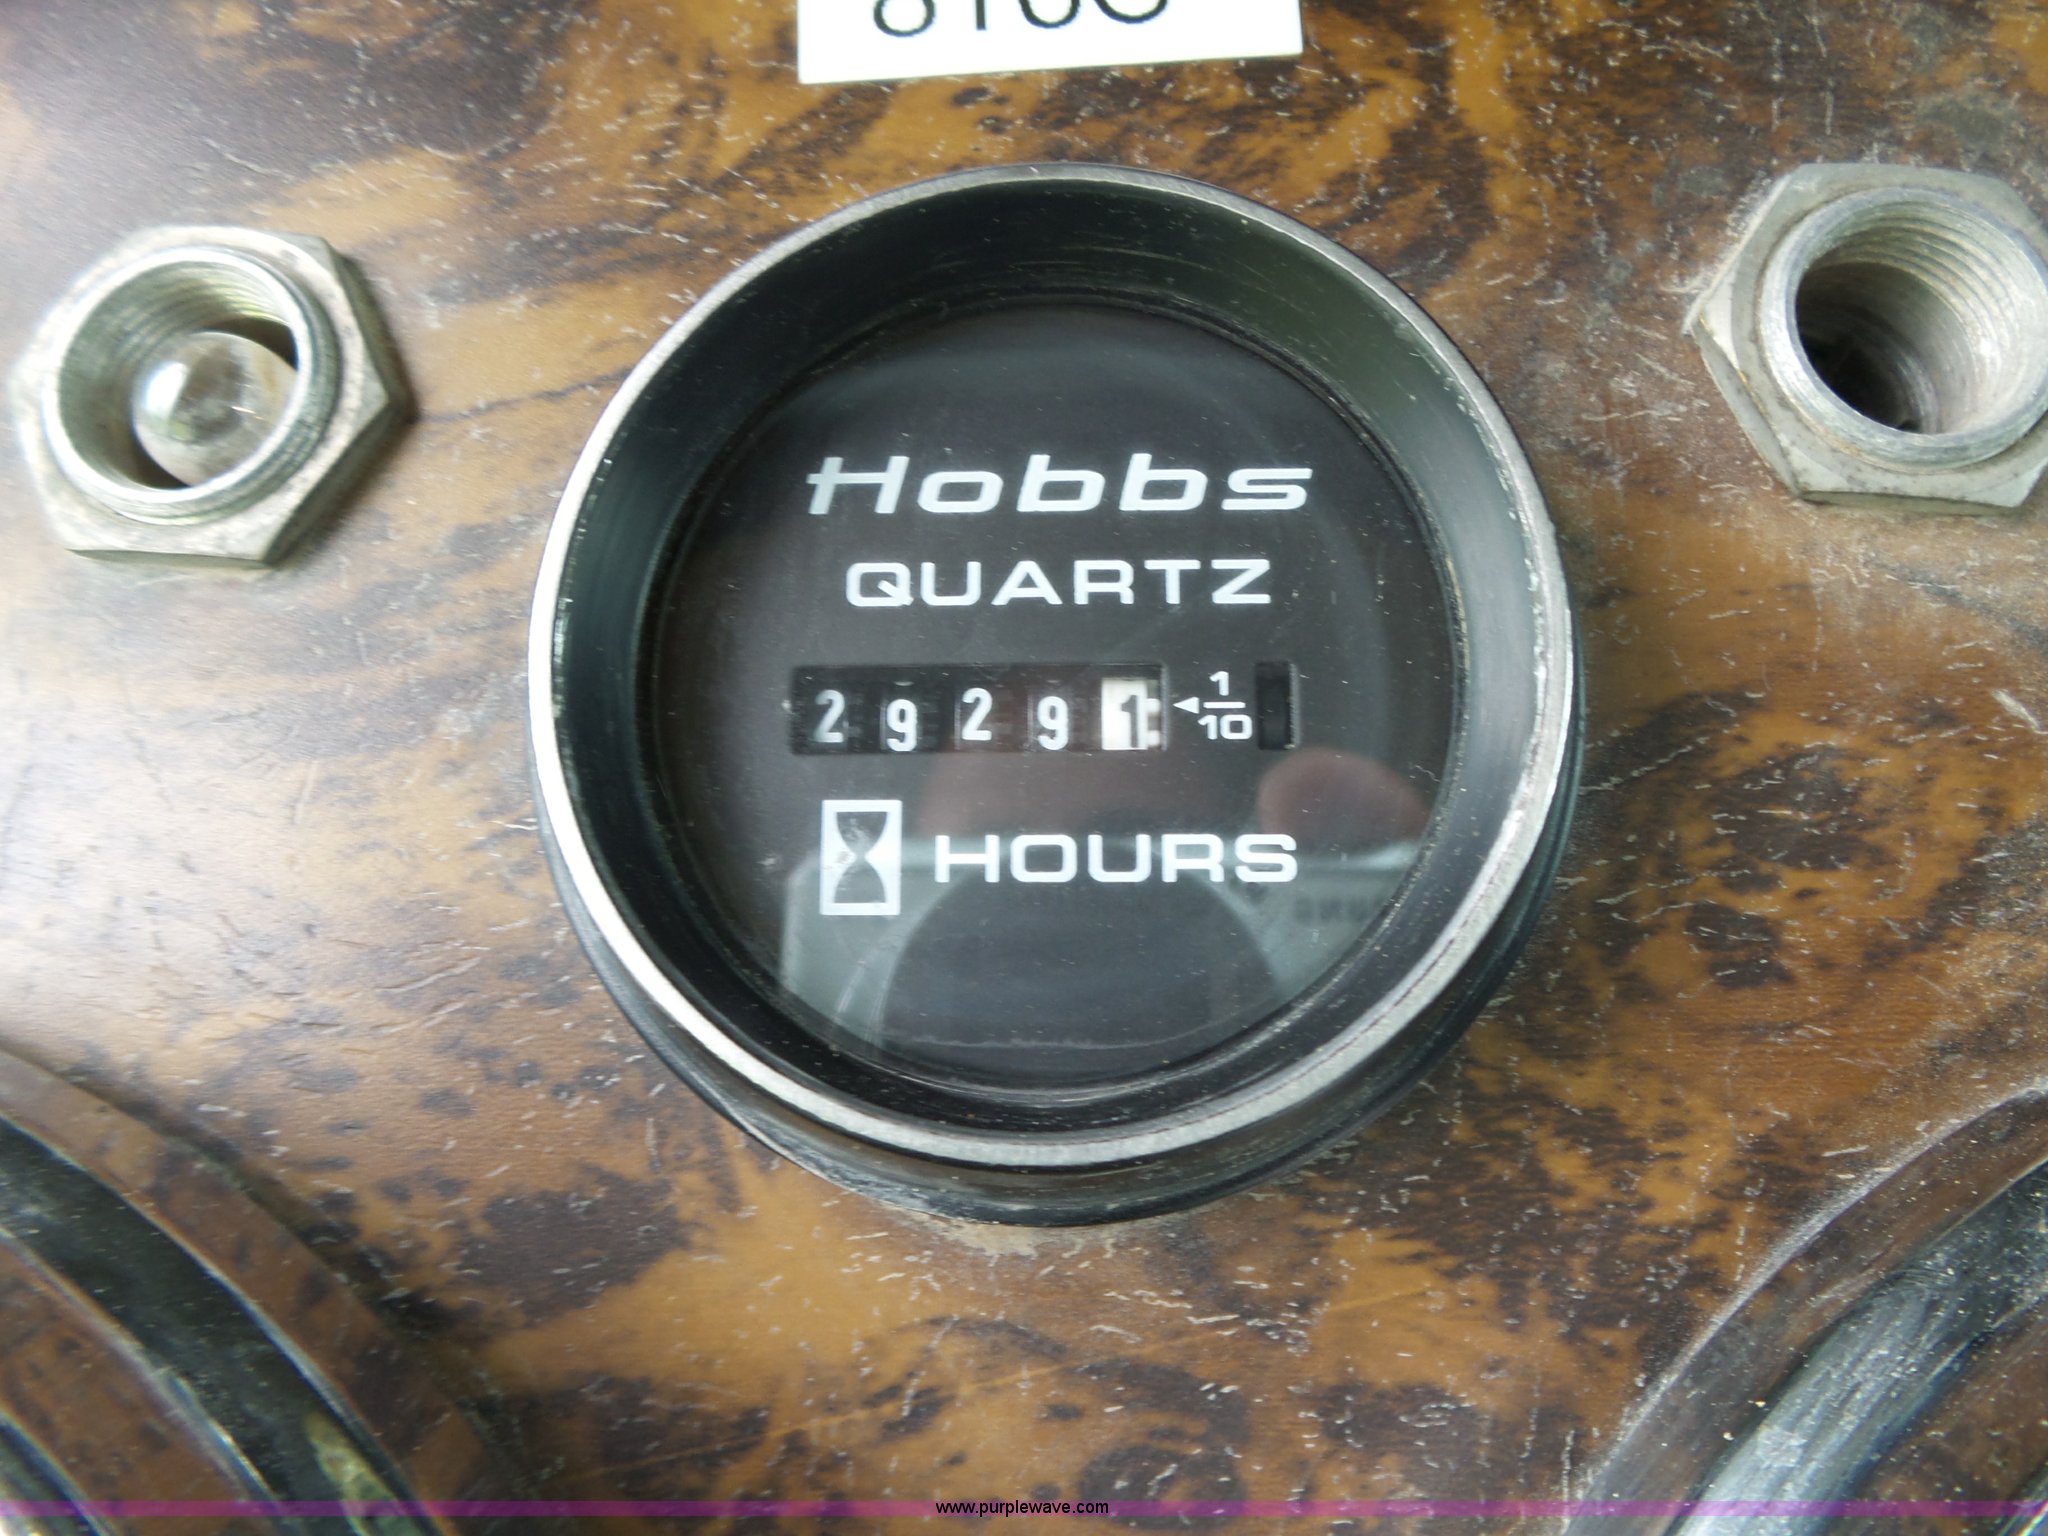 Hobbs
QUARTZ
29291 1/10
HOURS
www.purplewave.com